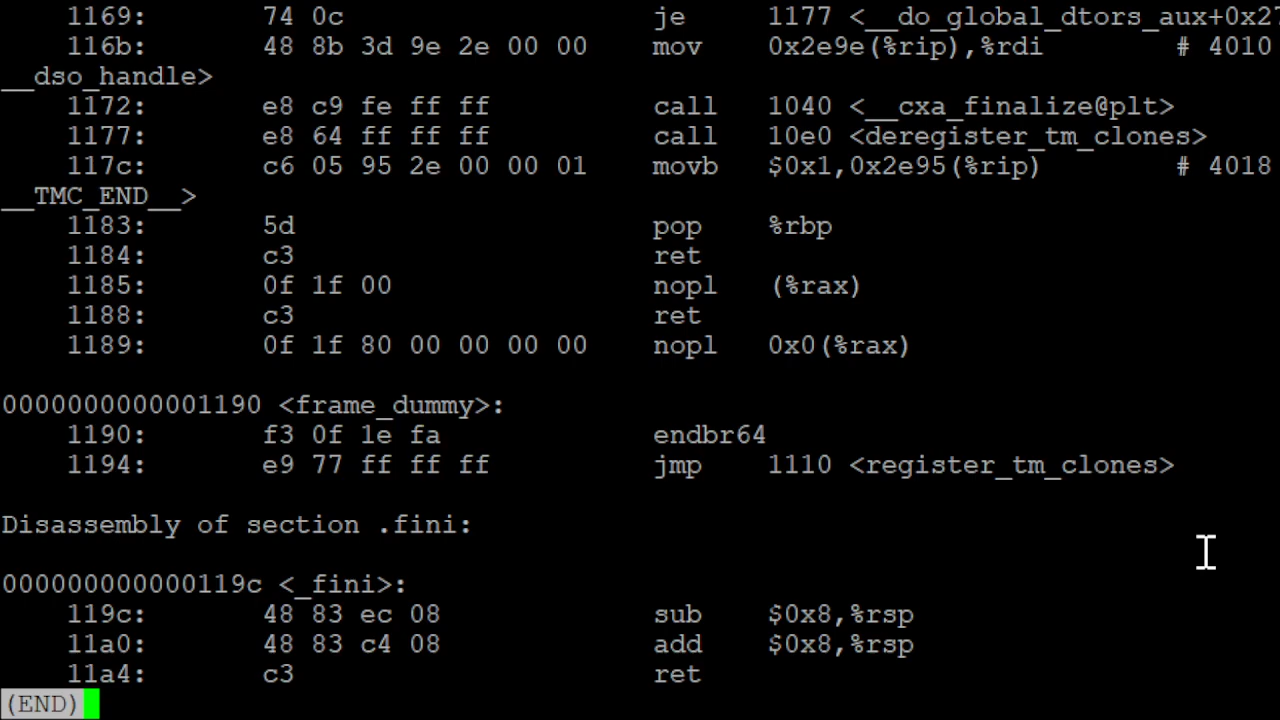 1169: 74 0c je 1177 <__do_global_dtors_aux+0x27
116b: 48 8b 3d 9e 2e 00 00 mov 0x2e9e(%rip),%rdi # 4010
__dso_handle>
1172: e8 c9 fe ff ff call 1040 <__cxa_finalize@plt>
1177: e8 64 ff ff ff call 10e0 <deregister_tm_clones>
117c: c6 05 95 2e 00 00 01 movb $0x1,0x2e95(%rip) # 4018
__TMC_END__>
1183: 5d pop %rbp
1184: c3 ret
1185: 0f 1f 00 nopl (%rax)
1188: c3 ret
1189: 0f 1f 80 00 00 00 00 nopl 0x0(%rax)
0000000000001190 <frame_dummy>:
1190: f3 0f 1e fa endbr64
1194: e9 77 ff ff ff jmp 1110 <register_tm_clones>
Disassembly of section .fini:
000000000000119c <_fini>:
119c: 48 83 ec 08 sub $0x8,%rsp
11a0: 48 83 c4 08 add $0x8,%rsp
11a4: c3 ret
(END)